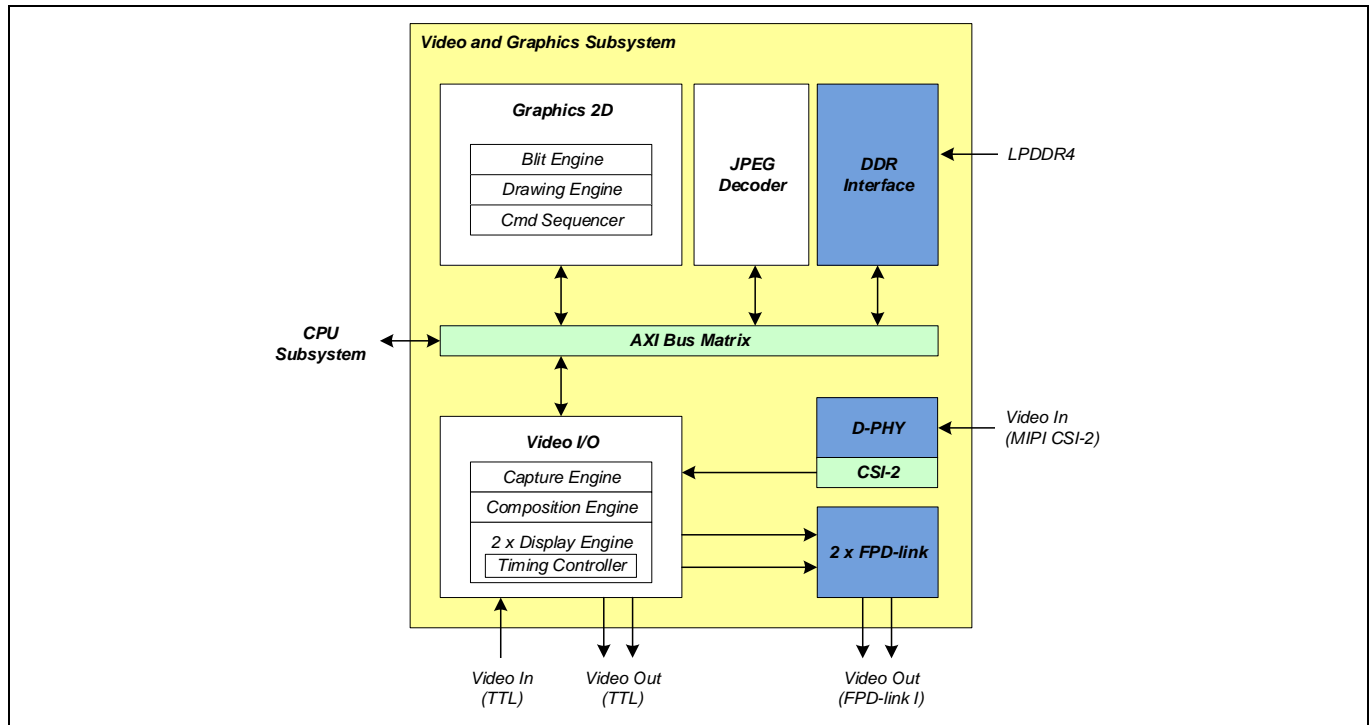 Video and Graphics Subsystem
Graphics 2D
Blit Engine
Drawing Engine
Cmd Sequencer
JPEG
Decoder
DDR
Interface
LPDDR4
CPU
Subsystem
AXI Bus Matrix
Video I/O
Capture Engine
Composition Engine
2 x Display Engine
Timing Controller
D-PHY
CSI-2
Video In
(MIPI CSI-2)
2 x FPD-link
Video In
(TTL)
Video Out
(TTL)
Video Out
(FPD-link I)